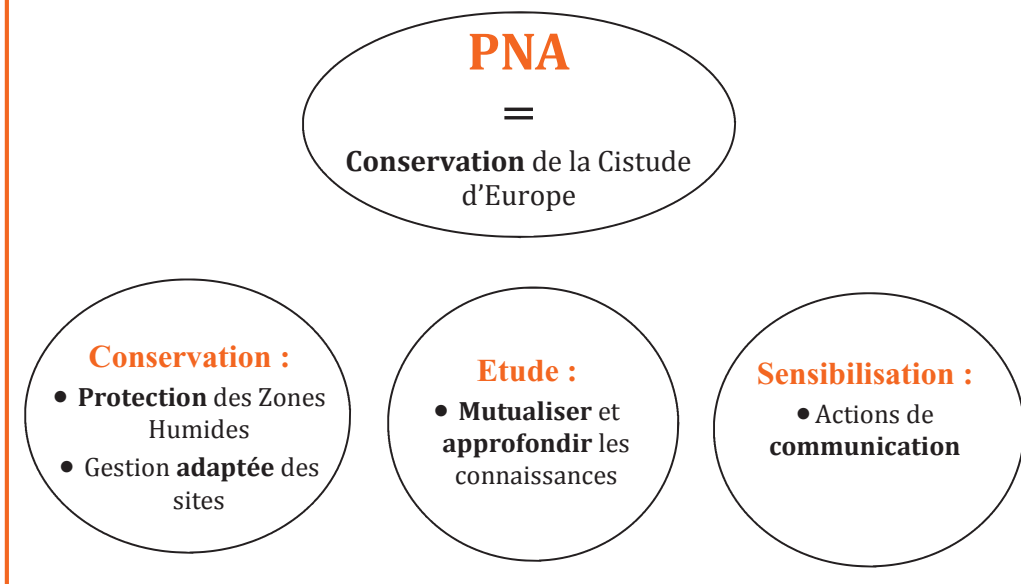 PNA
=
Conservation de la Cistude
d’Europe
Conservation :
• Protection des Zones
Humides
• Gestion adaptée des
sites
Etude :
• Mutualiser et
approfondir les
connaissances
Sensibilisation :
• Actions de
communication